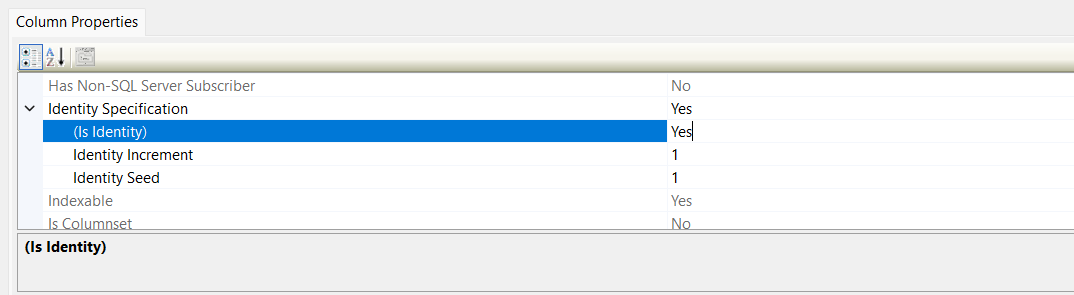 Column Properties
A Z
Has Non-SQL Server Subscriber No
Identity Specification Yes
(Is Identity) Yes
Identity Increment 1
Identity Seed 1
Indexable Yes
Is Columnset No
(Is Identity)